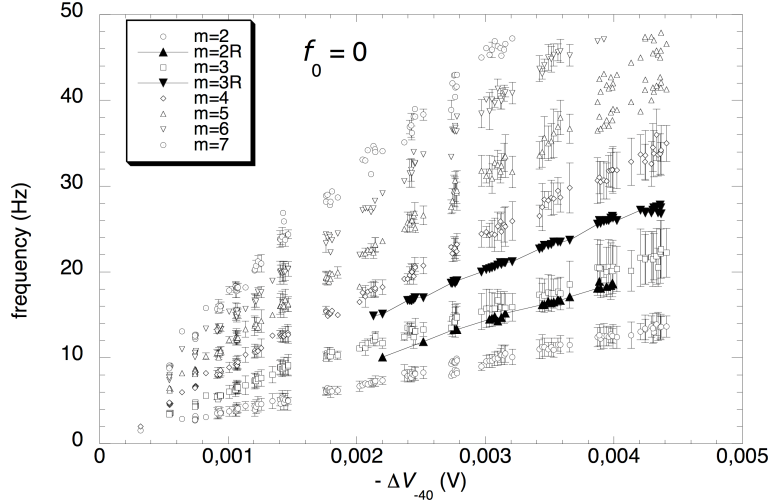 50
40
30
20
10
0
frequency (Hz)
m=2
m=2R
m=3
m=3R
m=4
m=5
m=6
m=7
f0 = 0
0 0,001 0,002 0,003 0,004 0,005
- ΔV-40 (V)